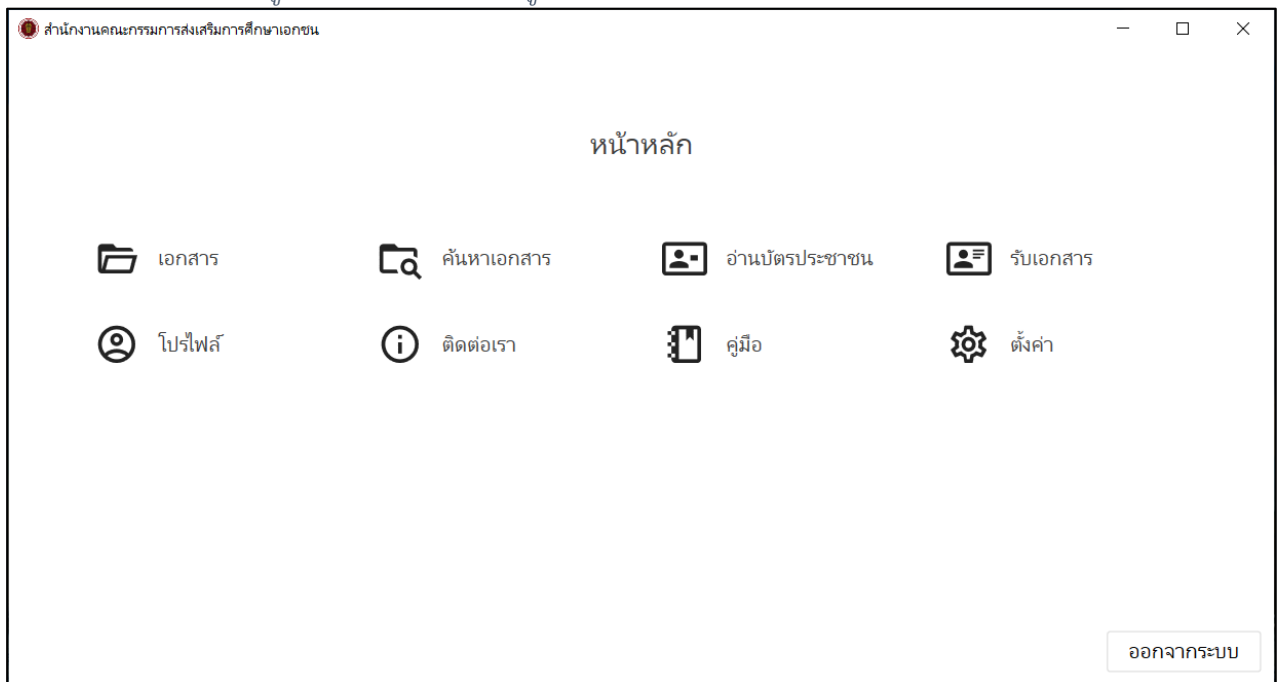 สำนักงานคณะกรรมการส่งเสริมการศึกษาเอกชน
หน้าหลัก
เอกสาร ค้นหาเอกสาร อ่านบัตรประชาชน รับเอกสาร
โปรไฟล์ ติดต่อเรา คู่มือ ตั้งค่า
ออกจากระบบ